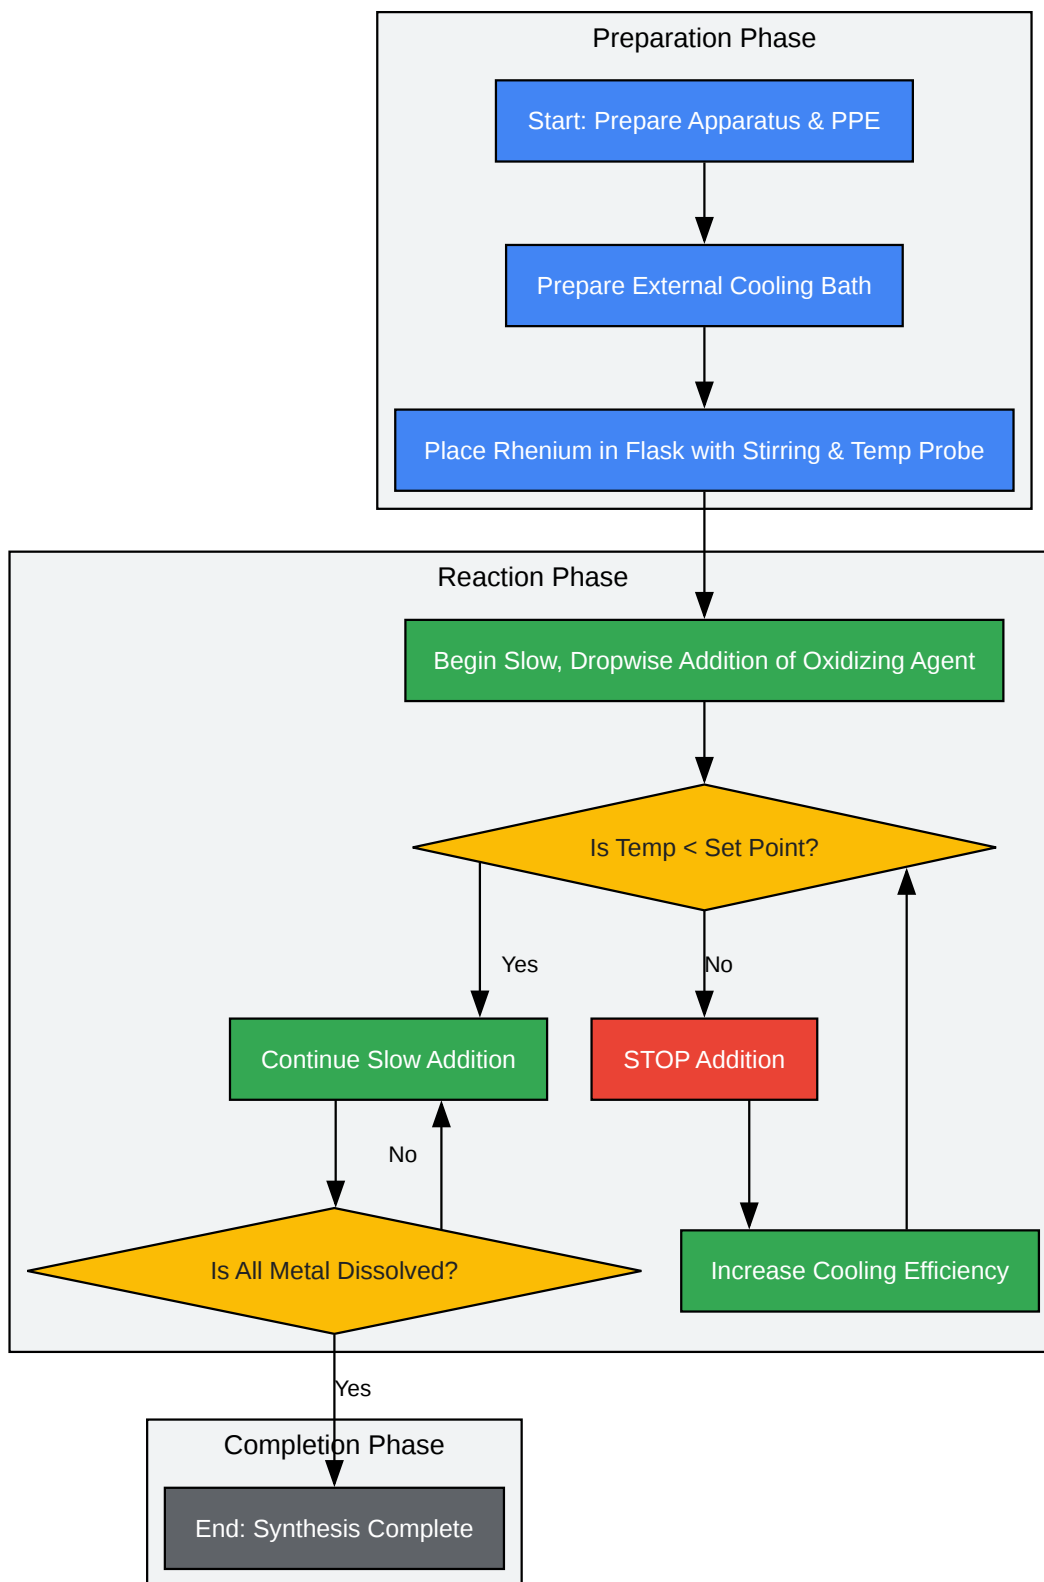 Preparation Phase
Start: Prepare Apparatus & PPE
Prepare External Cooling Bath
Place Rhenium in Flask with Stirring & Temp Probe
Reaction Phase
Begin Slow, Dropwise Addition of Oxidizing Agent
Is Temp < Set Point?
Yes
No
Continue Slow Addition
STOP Addition
No
Is All Metal Dissolved?
Increase Cooling Efficiency
Yes
Completion Phase
End: Synthesis Complete